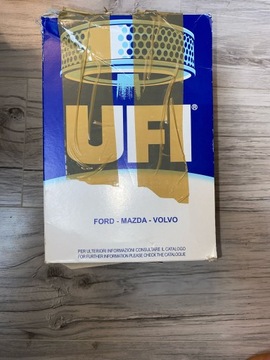 UFI®
FORD - MAZDA - VOLVO
PER ULTERIORI INFORMAZIONI CONSULTARE IL CATALOGO
FOR FURTHER INFORMATION PLEASE CHECK THE CATALOGUE